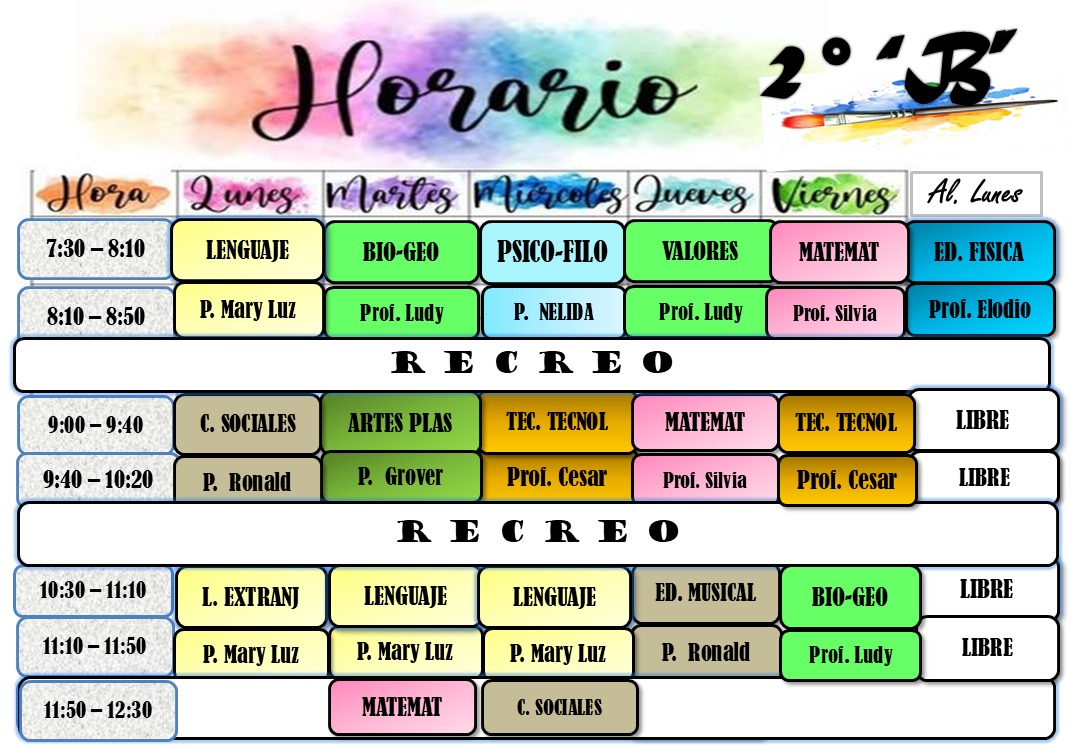 Horario 2° "B"
Hora Lunes Martes Miércoles Jueves Viernes Al. Lunes
7:30 – 8:10 LENGUAJE BIO-GEO PSICO-FILO VALORES MATEMAT ED. FISICA
8:10 – 8:50 P. Mary Luz Prof. Ludy P. NELIDA Prof. Ludy Prof. Silvia Prof. Elodio
R E C R E O
9:00 – 9:40 C. SOCIALES ARTES PLAS TEC. TECNOL MATEMAT TEC. TECNOL LIBRE
9:40 – 10:20 P. Ronald P. Grover Prof. Cesar Prof. Silvia Prof. Cesar LIBRE
R E C R E O
10:30 – 11:10 L. EXTRANJ LENGUAJE LENGUAJE ED. MUSICAL BIO-GEO LIBRE
11:10 – 11:50 P. Mary Luz P. Mary Luz P. Mary Luz P. Ronald Prof. Ludy LIBRE
11:50 – 12:30 MATEMAT C. SOCIALES